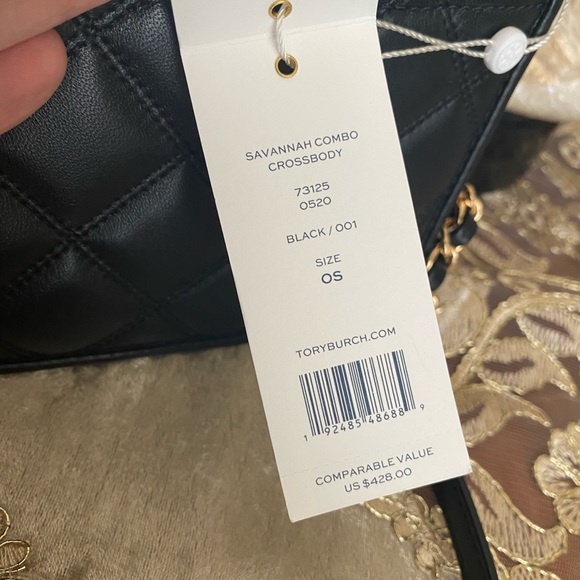 SAVANNAH COMBO
CROSSBODY
73125
0520
BLACK / 001
SIZE
OS
TORYBURCH.COM
1 92485 48688 9
COMPARABLE VALUE
US $428.00